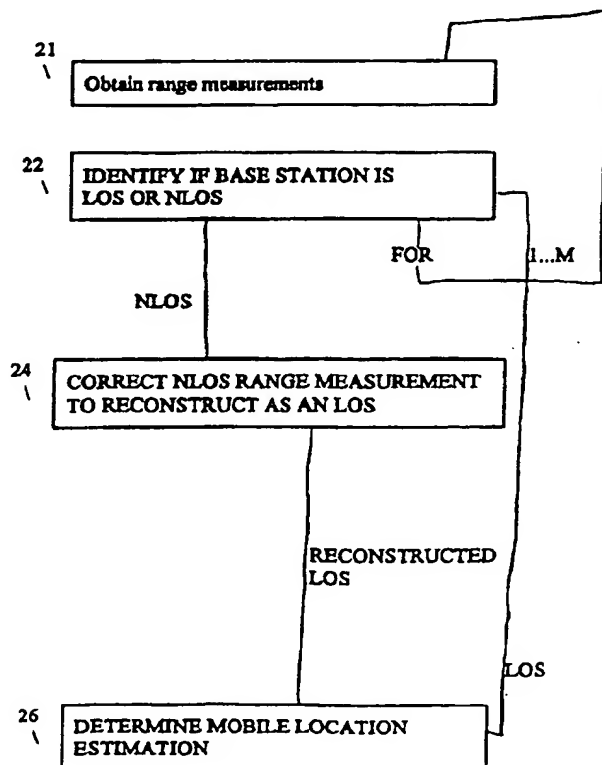 21
Obtain range measurements
22
IDENTIFY IF BASE STATION IS
LOS OR NLOS
FOR 1...M
NLOS
24
CORRECT NLOS RANGE MEASUREMENT
TO RECONSTRUCT AS AN LOS
RECONSTRUCTED
LOS
LOS
26
DETERMINE MOBILE LOCATION
ESTIMATION